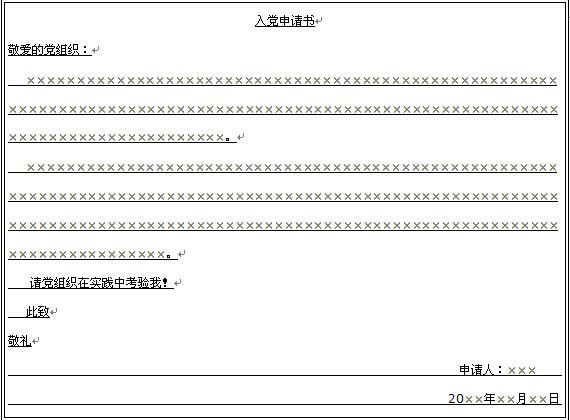 入党申请书
敬爱的党组织：
×××××××××××××××××××××××××××
××××××××××××××××××××××××××××
××××××××××××××××××××××。
×××××××××××××××××××××××××××
××××××××××××××××××××××××××××
××××××××××××××××××××××××××××
××××××××××××××××。
请党组织在实践中考验我！
此致
敬礼
申请人：×××
20××年××月××日